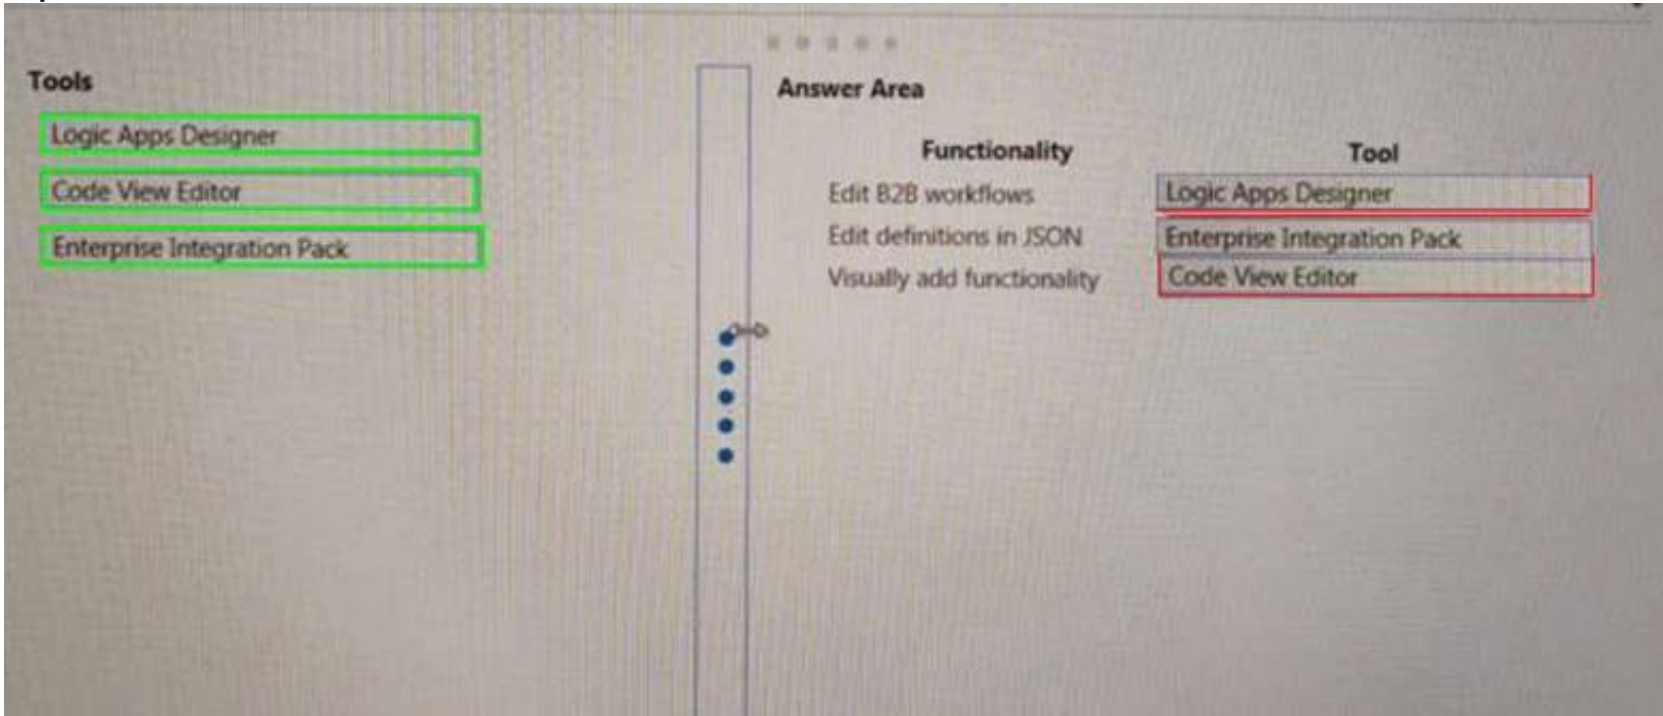 Tools
Logic Apps Designer
Code View Editor
Enterprise Integration Pack
Answer Area
Functionality Tool
Edit B2B workflows Logic Apps Designer
Edit definitions in JSON Enterprise Integration Pack
Visually add functionality Code View Editor